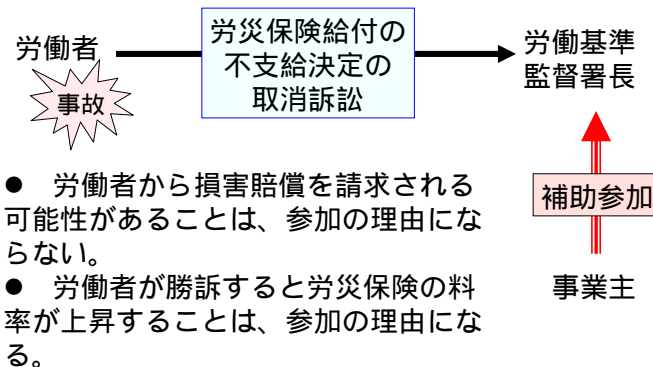 労働者
事故
労災保険給付の
不支給決定の
取消訴訟
労働基準
監督署長
補助参加
事業主
● 労働者から損害賠償を請求される
可能性があることは、参加の理由にな
らない。
● 労働者が勝訴すると労災保険の料
率が上昇することは、参加の理由にな
る。